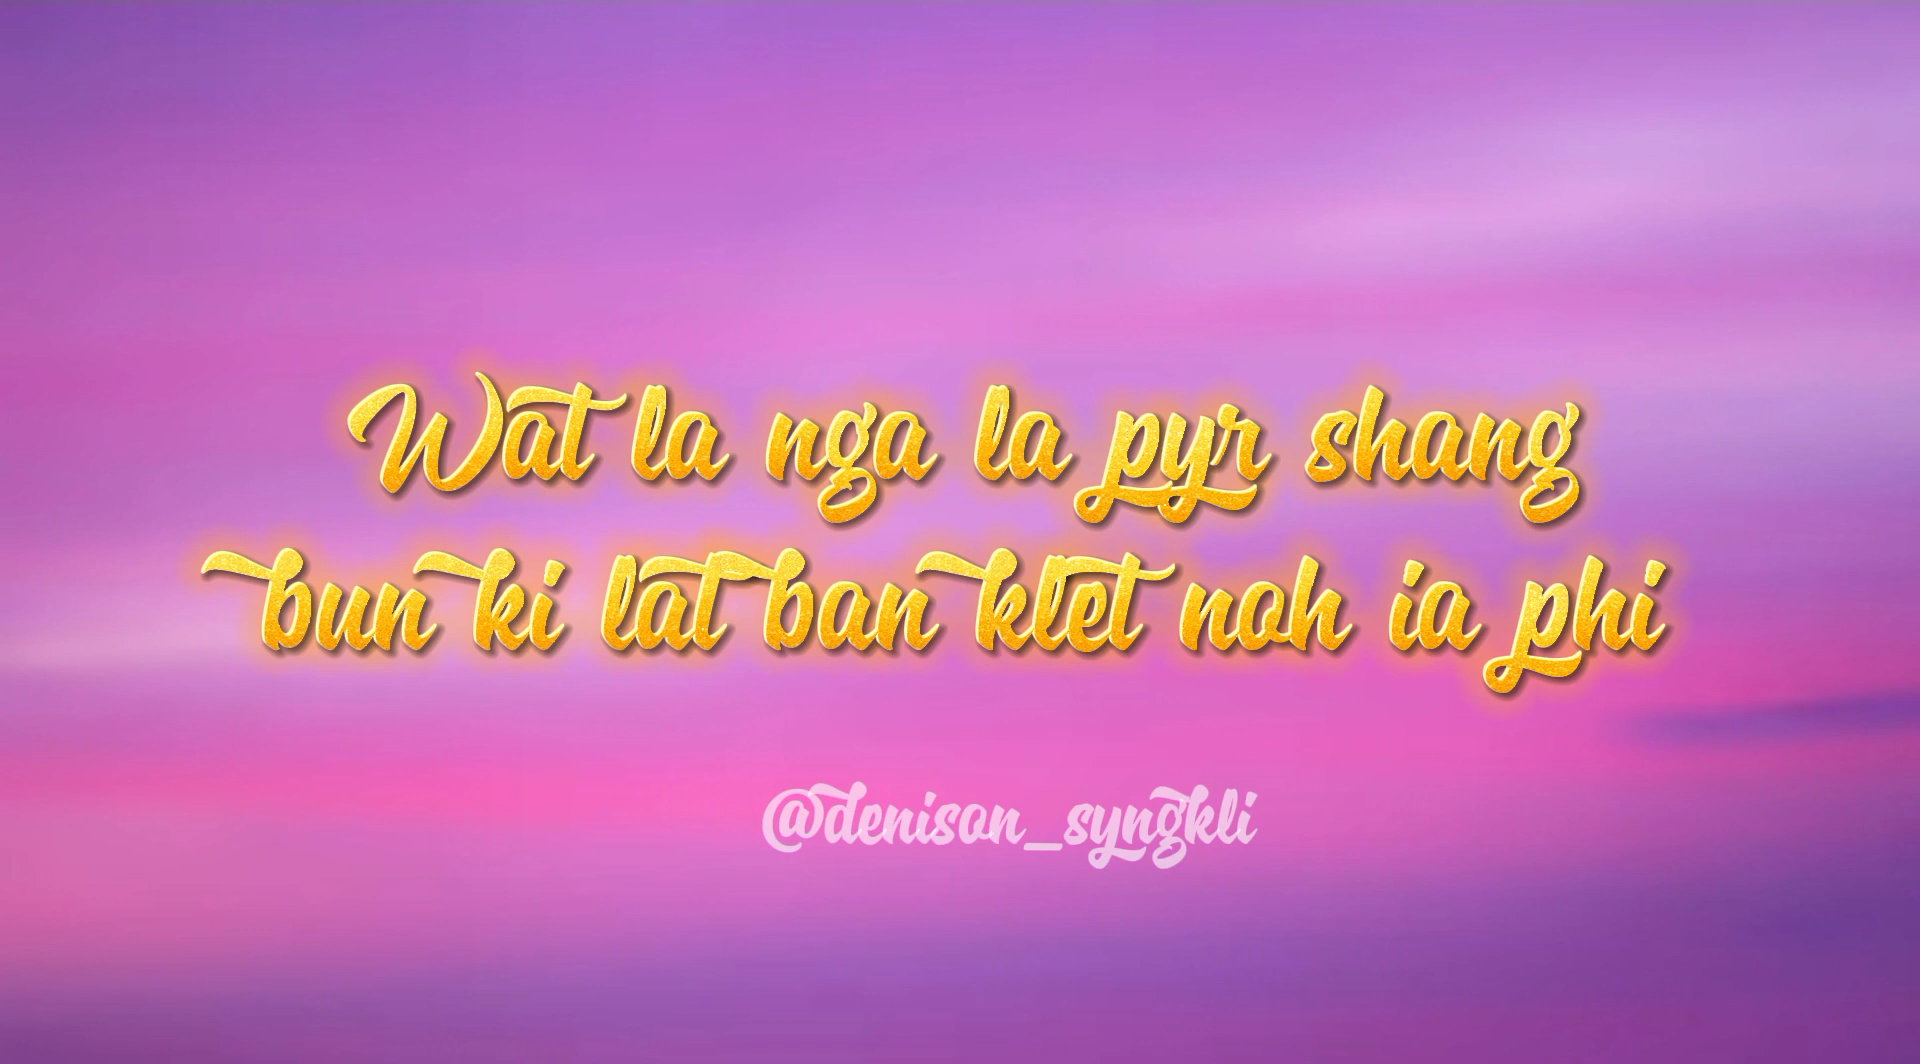 Wat la nga la pyr shang
bun ki lat ban klet noh ia phi
@denison_syngkli